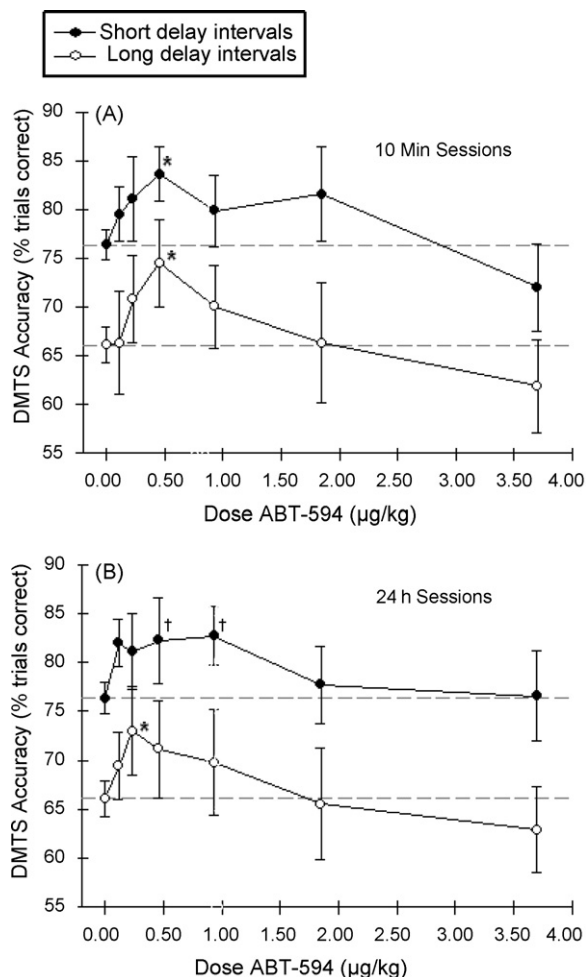 Short delay intervals
Long delay intervals
(A)
10 Min Sessions
DMTS Accuracy (% trials correct)
90
85
80
75
70
65
60
55
*
*
0.00 0.50 1.00 1.50 2.00 2.50 3.00 3.50 4.00
Dose ABT-594 (µg/kg)
(B)
24 h Sessions
DMTS Accuracy (% trials correct)
90
85
80
75
70
65
60
55
† †
*
0.00 0.50 1.00 1.50 2.00 2.50 3.00 3.50 4.00
Dose ABT-594 (µg/kg)